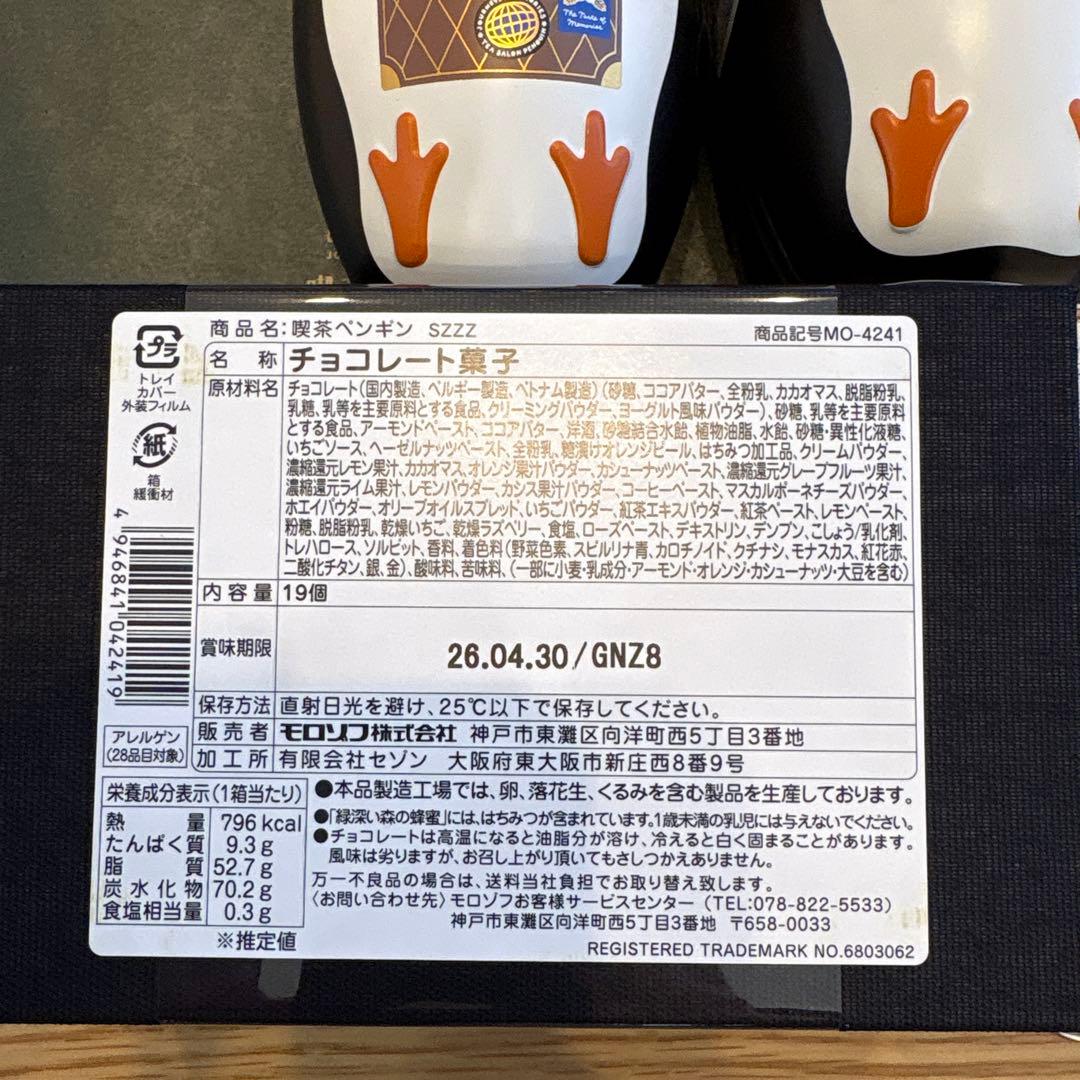 The Taste of
Memories
TEA SALON PENGUIN
商品名:喫茶ペンギン SZZZ
商品記号MO-4241
プラ
トレイ
カバー
外装フィルム
紙
箱
緩衝材
名称 チョコレート菓子
原材料名 チョコレート(国内製造、ベルギー製造、ベトナム製造)(砂糖、ココアバター、全粉乳、カカオマス、脱脂粉乳、
乳糖、乳等を主要原料とする食品、クリーミングパウダー、ヨーグルト風味パウダー)、砂糖、乳等を主要原料
とする食品、アーモンドペースト、ココアバター、洋酒、砂糖結合水飴、植物油脂、水飴、砂糖・異性化液糖、
いちごソース、ヘーゼルナッツペースト、全粉乳、糖漬けオレンジピール、はちみつ加工品、クリームパウダー、
濃縮還元レモン果汁、カカオマス、オレンジ果汁パウダー、カシューナッツペースト、濃縮還元グレープフルーツ果汁、
濃縮還元ライム果汁、レモンパウダー、カシス果汁パウダー、コーヒーペースト、マスカルポーネチーズパウダー、
ホエイパウダー、オリーブオイルスプレッド、いちごパウダー、紅茶エキスパウダー、紅茶ペースト、レモンペースト、
粉糖、脱脂粉乳、乾燥いちご、乾燥ラズベリー、食塩、ローズペースト、デキストリン、デンプン、こしょう/乳化剤、
トレハロース、ソルビット、香料、着色料(野菜色素、スピルリナ青、カロチノイド、クチナシ、モナスカス、紅花赤、
二酸化チタン、銀、金)、酸味料、苦味料、(一部に小麦・乳成分・アーモンド・オレンジ・カシューナッツ・大豆を含む)
内容量 19個
賞味期限 26.04.30/GNZ8
保存方法 直射日光を避け、25℃以下で保存してください。
販売者 モロゾフ株式会社 神戸市東灘区向洋町西5丁目3番地
加工所 有限会社セゾン 大阪府東大阪市新庄西8番9号
4 946841 042419
アレルゲン
(28品目対象)
栄養成分表示(1箱当たり)
熱量 796kcal
たんぱく質 9.3g
脂質 52.7g
炭水化物 70.2g
食塩相当量 0.3g
※推定値
●本品製造工場では、卵、落花生、くるみを含む製品を生産しております。
●「緑深い森の蜂蜜」には、はちみつが含まれています。1歳未満の乳児には与えないでください。
●チョコレートは高温になると油脂分が溶け、冷えると白く固まることがあります。
風味は劣りますが、お召し上がり頂いてもさしつかえありません。
万一不良品の場合は、送料当社負担でお取り替え致します。
〈お問い合わせ先〉モロゾフお客様サービスセンター(TEL:078-822-5533)
神戸市東灘区向洋町西5丁目3番地 〒658-0033
REGISTERED TRADEMARK NO.6803062